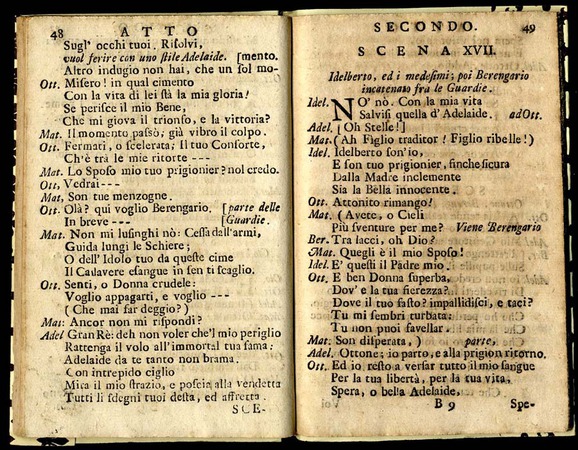 48 ATTO
Sugl' occhi tuoi. Risolvi,
vuol ferire con uno stile Adelaide. [mento.
Altro indugio non hai, che un sol mo-
Ott. Misero! in qual cimento
Con la vita di lei stà la mia gloria!
Se perisce il mio Bene,
Che mi giova il trionfo, e la vittoria?
Mat. Il momento passò; già vibro il colpo.
Ott. Fermati, o scelerata; Il tuo Consorte,
Ch'è trà le mie ritorte ---
Mat. Lo Sposo mio tuo prigionier? nol credo.
Ott. Vedrai---
Mat, Son tue menzogne.
Ott. Olà? qui voglio Berengario. [parte delle
In breve --- [Guardie.
Mat. Non mi lusinghi nò: Cessa dall'armi,
Guida lungi le Schiere;
O dell'Idolo tuo da queste cime
Il Cadavere esangue in sen ti scaglio.
Ott. Senti, o Donna crudele:
Voglio appagarti, e voglio ---
( Che mai far deggio? )
Mat: Ancor non mi rispondi?
Adel Gran Rè: deh non voler che'l mio periglio
Rattenga il volo all'immortal tua fama:
Adelaide da te tanto non brama.
Con intrepido ciglio
Mira il mio strazio, e poscia alla vendetta
Tutti li sdegni tuoi desta, ed affretta.
SCE-
SECONDO. 49
SCENA XVII.
Idelberto, ed i medesimi; poi Berengario
incatenato fra le Guardie.
Idel. NO' nò. Con la mia vita
Salvisi quella d'Adelaide. ad Ott.
Adel. [ Oh Stelle!]
Mat. ( Ah Figlio traditor! Figlio ribelle!)
Idel. Idelberto son'io,
E son tuo prigionier, sinche sicura
Dalla Madre inclemente
Sia la Bella innocente.
Ott. Attonito rimango!
Mat. ( Avete, o Cieli
Più sventure per me? Viene Berengario
Ber. Tra lacci, oh Dio?
Mat. Quegli è il mio Sposo!
Idel. E' questi il Padre mio.
Ott. E ben Donna superba,
Dov' e la tua fierezza?
Dove il tuo fasto? impallidisci, e taci?
Tu mi sembri turbata:
Tu non puoi favellar.
Mat. Son disperata, ) parte,
Adel. Ottone; io parto, e alla prigion ritorno.
Ott. Ed io resto a versar tutto il mio sangue
Per la tua libertà, per la tua vita.
Spera, o bella Adelaide,
B 9 Spe-